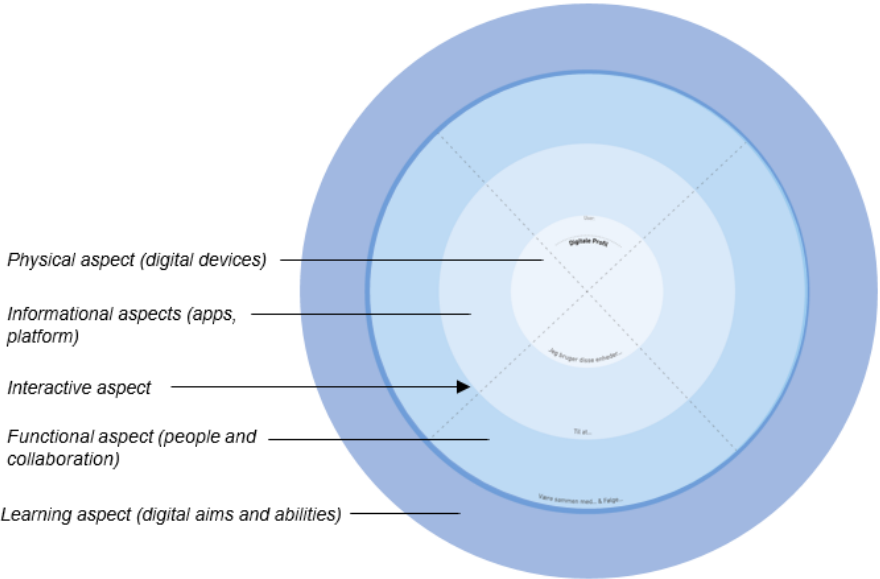 Digitale Profil
Physical aspect (digital devices)
Informational aspects (apps,
platform)
Jeg bruger disse enheder...
Interactive aspect
Til at...
Functional aspect (people and
collaboration)
Være sammen med... & Følge...
Learning aspect (digital aims and abilities)